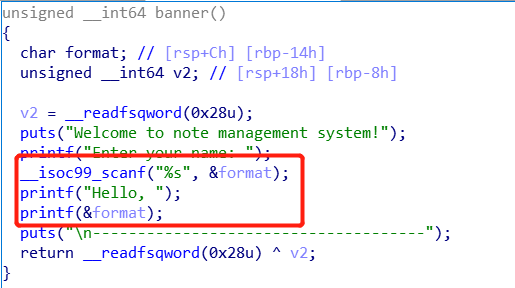 unsigned __int64 banner()
{
  char format; // [rsp+Ch] [rbp-14h]
  unsigned __int64 v2; // [rsp+18h] [rbp-8h]

  v2 = __readfsqword(0x28u);
  puts("Welcome to note management system!");
  printf("Enter your name: ");
  __isoc99_scanf("%s", &format);
  printf("Hello, ");
  printf(&format);
  puts("\n-----------------------------------");
  return __readfsqword(0x28u) ^ v2;
}